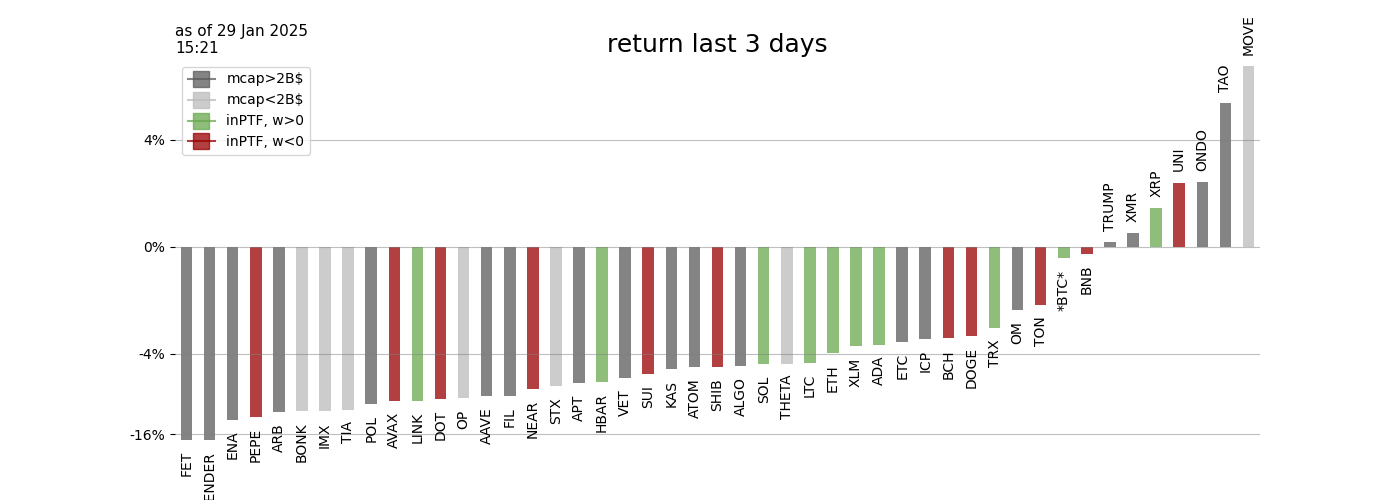 as of 29 Jan 2025
15:21
return last 3 days
mcap>2B$
mcap<2B$
inPTF, w>0
inPTF, w<0
4%
0%
-4%
-16%
FET
ENDER
ENA
PEPE
ARB
BONK
IMX
TIA
POL
AVAX
LINK
DOT
OP
AAVE
FIL
NEAR
STX
APT
HBAR
VET
SUI
KAS
ATOM
SHIB
ALGO
SOL
THETA
LTC
ETH
XLM
ADA
ETC
ICP
BCH
DOGE
TRX
OM
TON
*BTC*
BNB
TRUMP
XMR
XRP
UNI
ONDO
TAO
MOVE